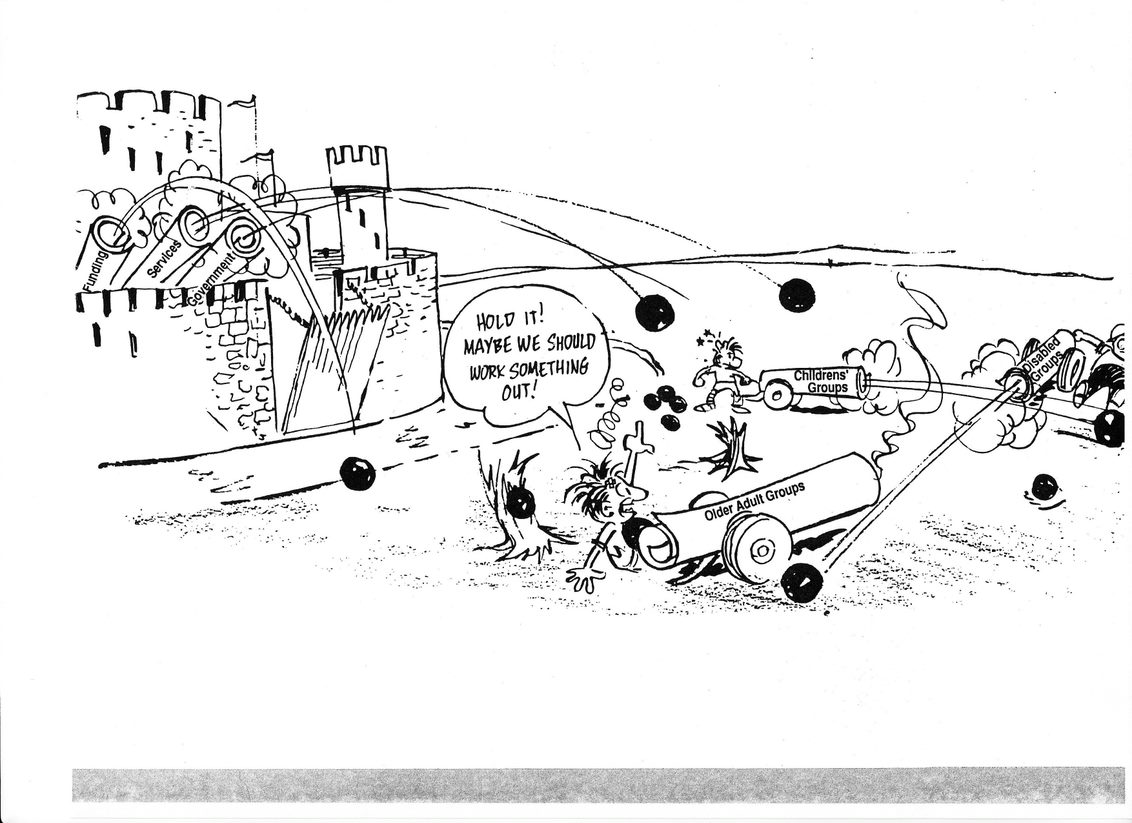 Funding
Services
Government
HOLD IT!
MAYBE WE SHOULD
WORK SOMETHING
OUT!
Childrens'
Groups
Disabled
Groups
Older Adult Groups